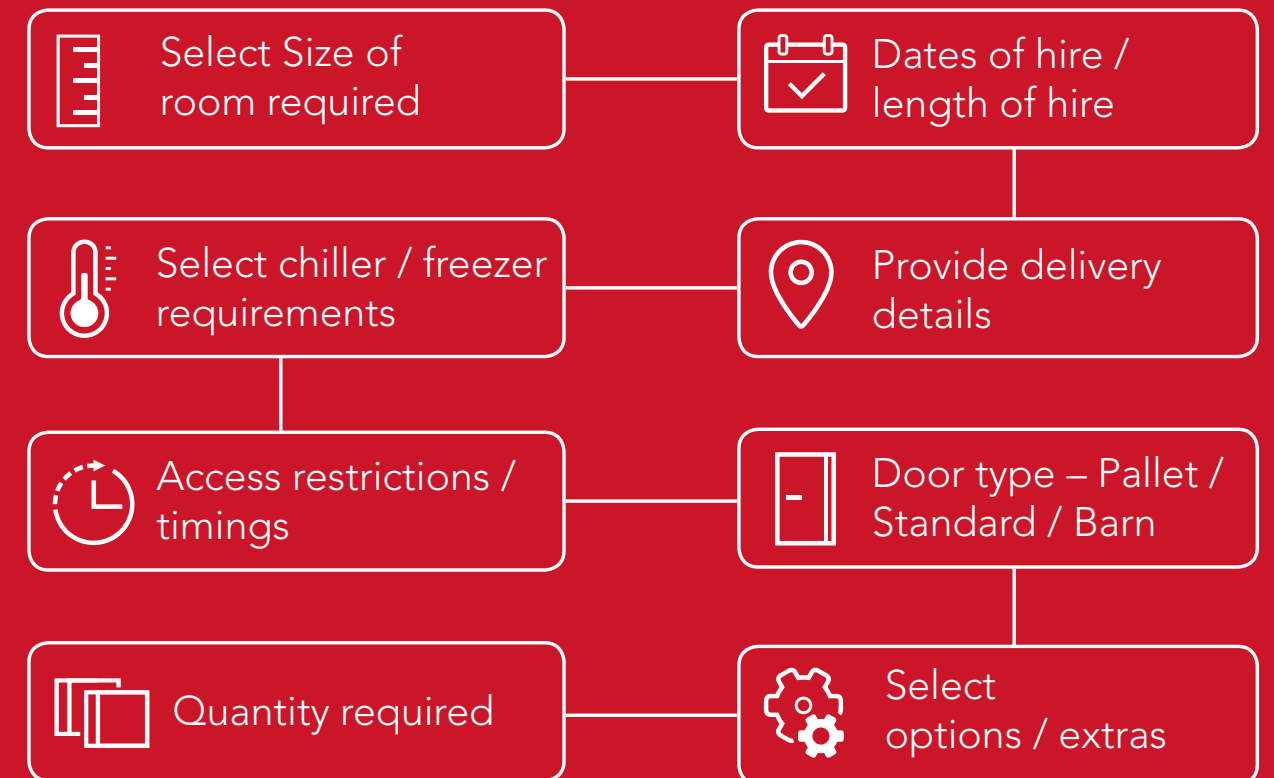 Select Size of
room required
Dates of hire /
length of hire
Provide delivery
details
Select chiller / freezer
requirements
Access restrictions /
timings
Door type – Pallet /
Standard / Barn
Select
options / extras
Quantity required